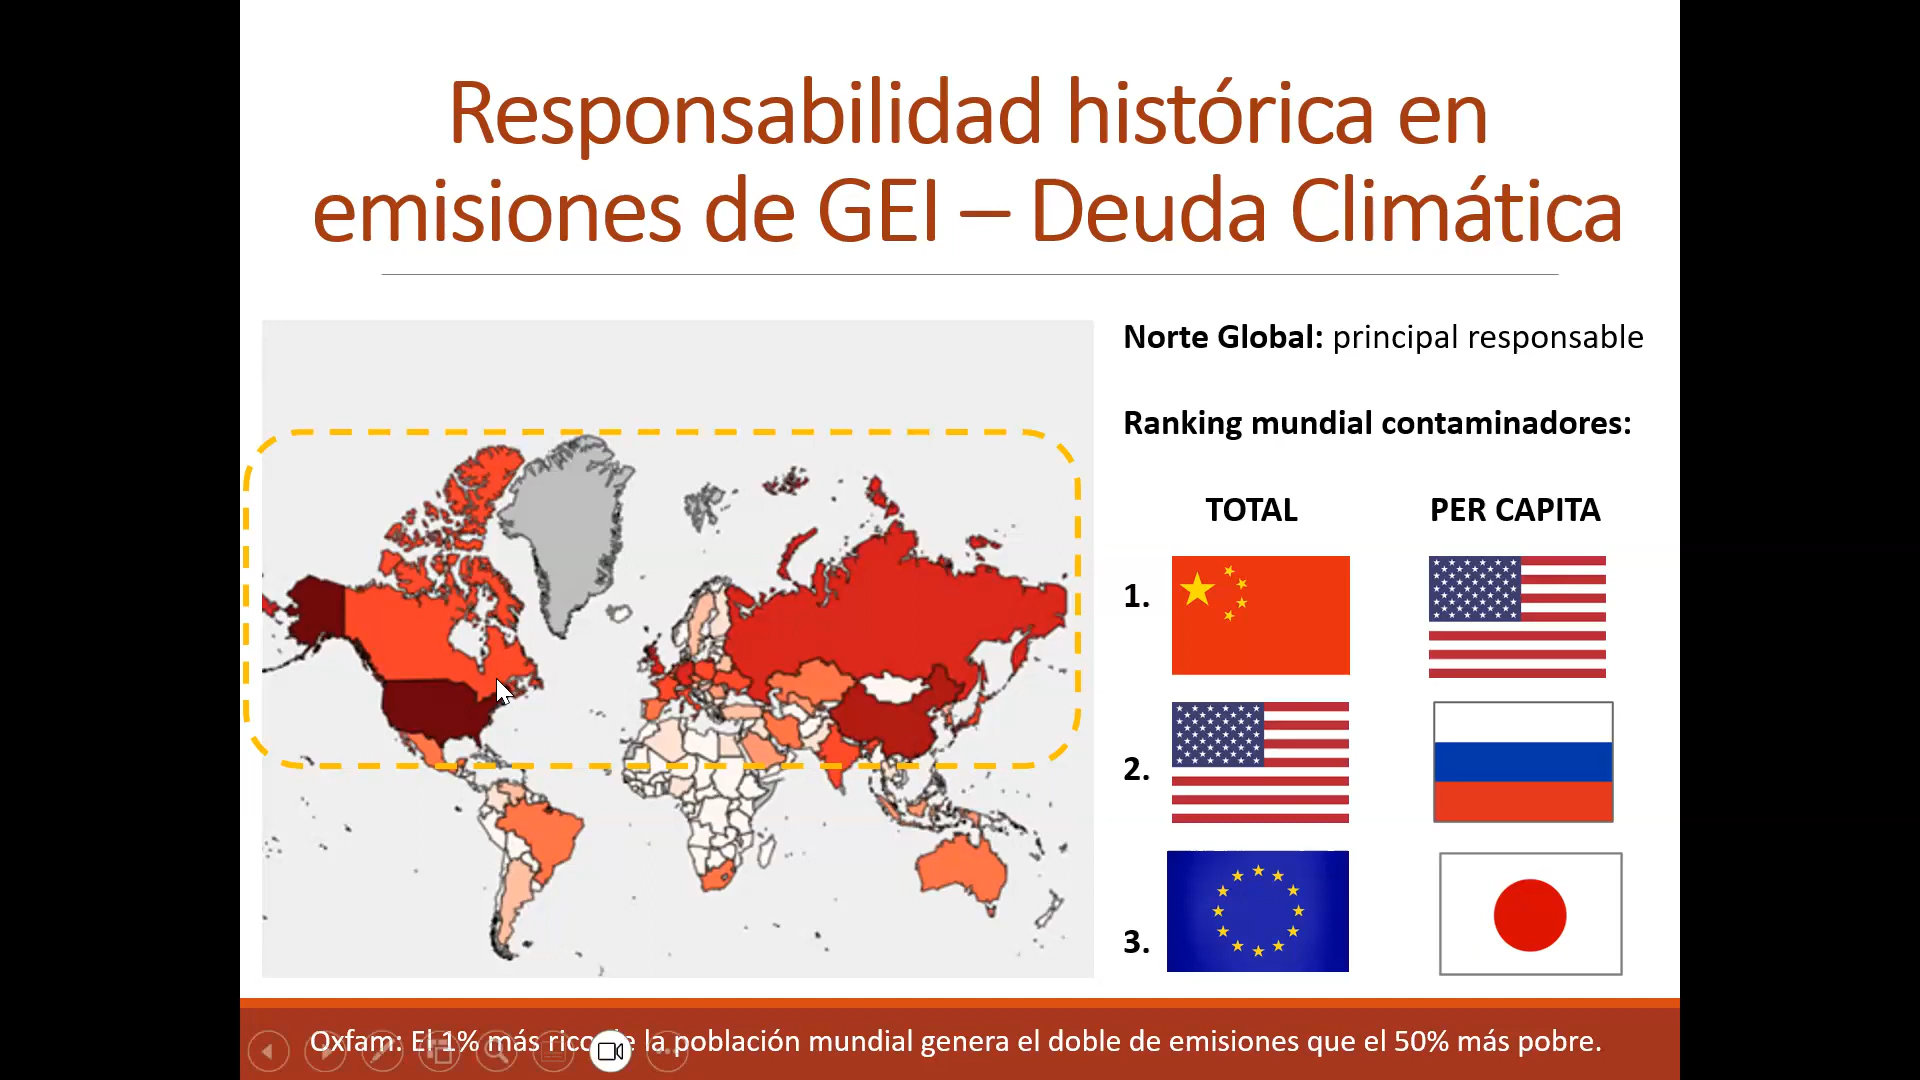 Responsabilidad histórica en
emisiones de GEI – Deuda Climática
Norte Global: principal responsable
Ranking mundial contaminadores:
TOTAL PER CAPITA
1.
2.
3.
Oxfam: El 1% más rico de la población mundial genera el doble de emisiones que el 50% más pobre.